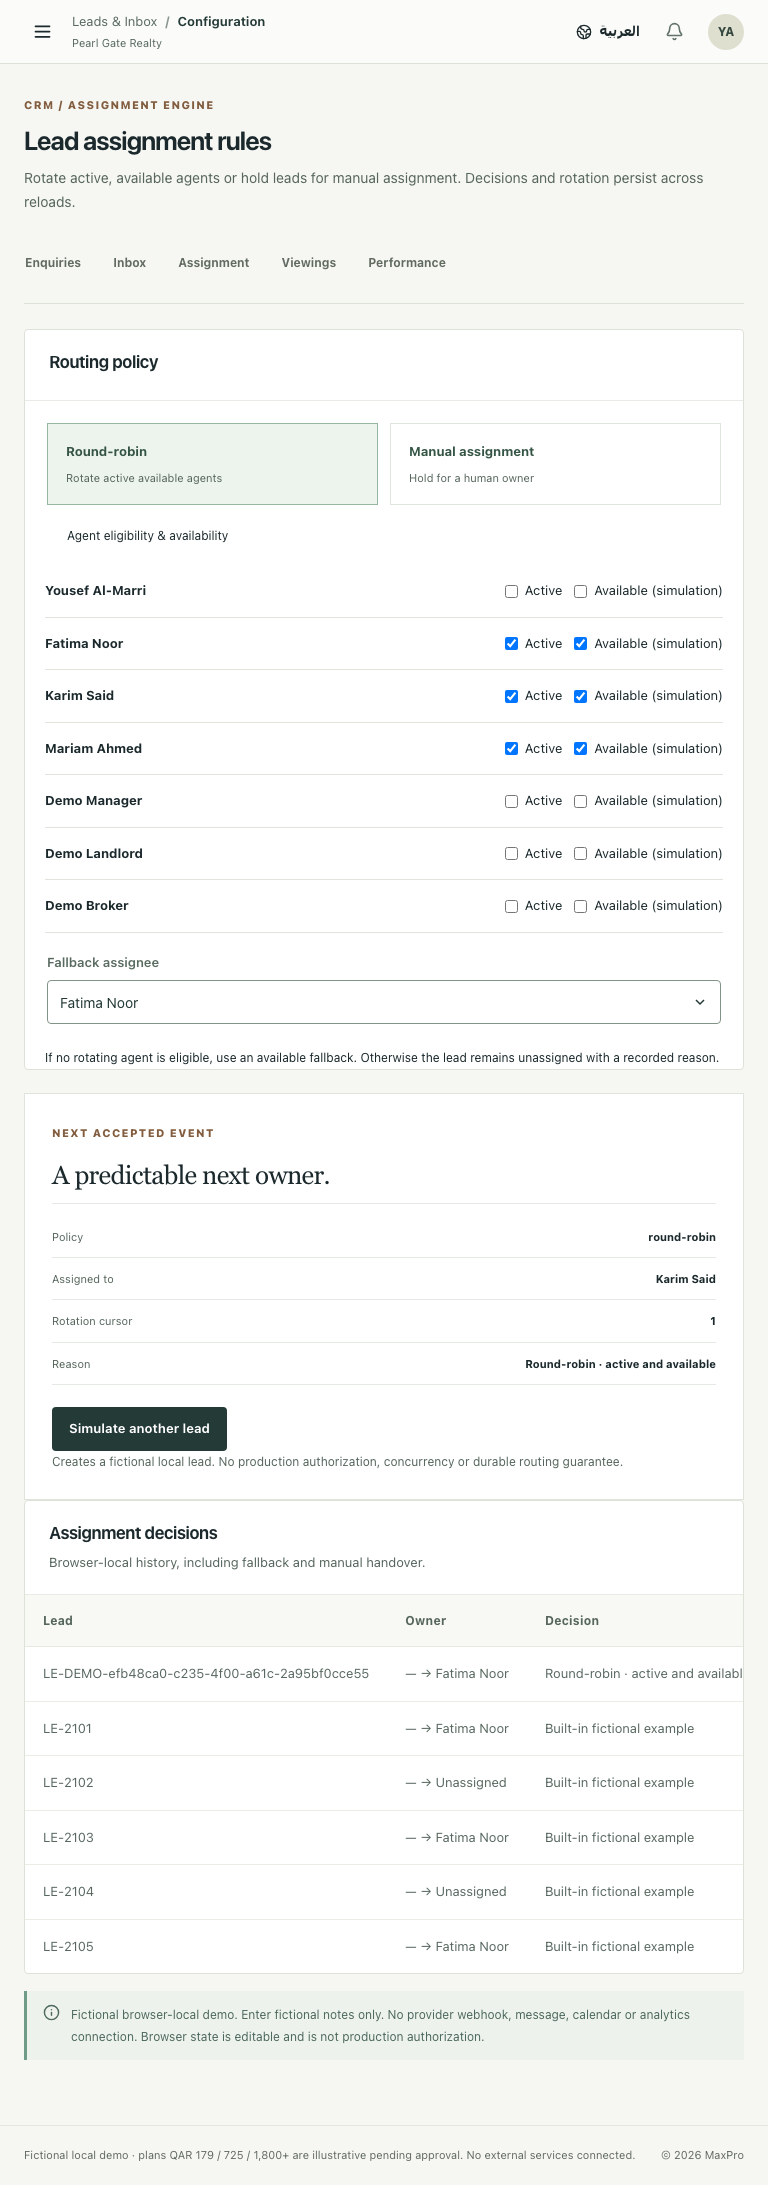 Leads & Inbox / Configuration
Pearl Gate Realty
العربية
YA
CRM / ASSIGNMENT ENGINE
Lead assignment rules
Rotate active, available agents or hold leads for manual assignment. Decisions and rotation persist across
reloads.
Enquiries Inbox Assignment Viewings Performance
Routing policy
Round-robin
Rotate active available agents
Manual assignment
Hold for a human owner
Agent eligibility & availability
Yousef Al-Marri Active Available (simulation)
Fatima Noor Active Available (simulation)
Karim Said Active Available (simulation)
Mariam Ahmed Active Available (simulation)
Demo Manager Active Available (simulation)
Demo Landlord Active Available (simulation)
Demo Broker Active Available (simulation)
Fallback assignee
Fatima Noor
If no rotating agent is eligible, use an available fallback. Otherwise the lead remains unassigned with a recorded reason.
NEXT ACCEPTED EVENT
A predictable next owner.
Policy round-robin
Assigned to Karim Said
Rotation cursor 1
Reason Round-robin · active and available
Simulate another lead
Creates a fictional local lead. No production authorization, concurrency or durable routing guarantee.
Assignment decisions
Browser-local history, including fallback and manual handover.
Lead Owner Decision
LE-DEMO-efb48ca0-c235-4f00-a61c-2a95bf0cce55 — → Fatima Noor Round-robin · active and availabl
LE-2101 — → Fatima Noor Built-in fictional example
LE-2102 — → Unassigned Built-in fictional example
LE-2103 — → Fatima Noor Built-in fictional example
LE-2104 — → Unassigned Built-in fictional example
LE-2105 — → Fatima Noor Built-in fictional example
Fictional browser-local demo. Enter fictional notes only. No provider webhook, message, calendar or analytics
connection. Browser state is editable and is not production authorization.
Fictional local demo · plans QAR 179 / 725 / 1,800+ are illustrative pending approval. No external services connected. © 2026 MaxPro